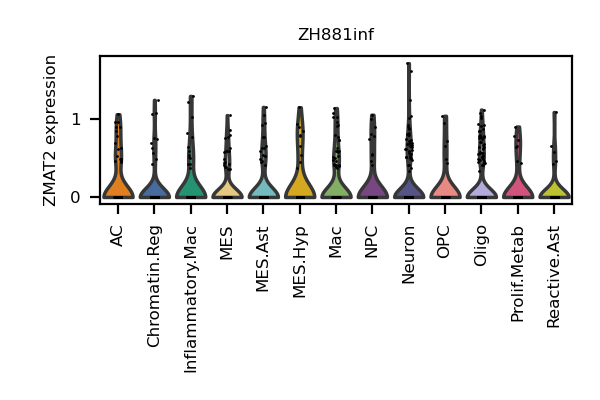 ZH881inf
ZMAT2 expression
1
0
AC
Chromatin.Reg
Inflammatory.Mac
MES
MES.Ast
MES.Hyp
Mac
NPC
Neuron
OPC
Oligo
Prolif.Metab
Reactive.Ast